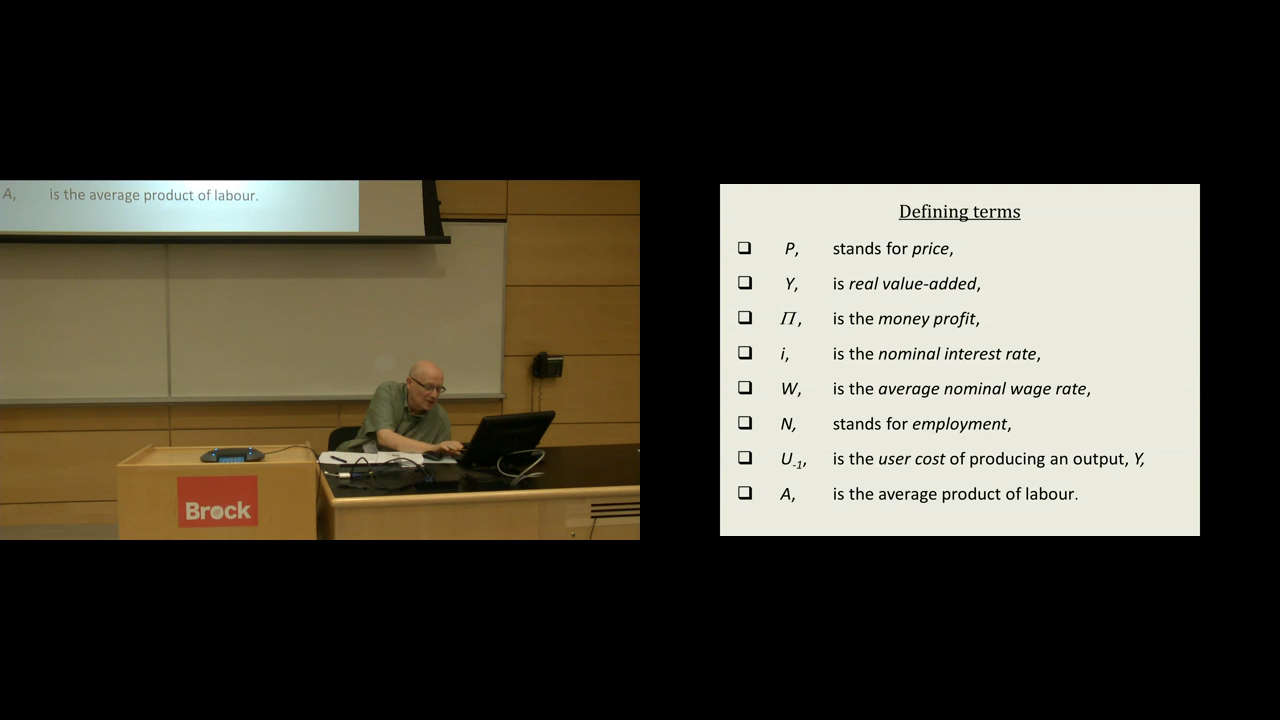 A, is the average product of labour.
Brock
Defining terms
❑ P, stands for price,
❑ Y, is real value-added,
❑ Π, is the money profit,
❑ i, is the nominal interest rate,
❑ W, is the average nominal wage rate,
❑ N, stands for employment,
❑ U-1, is the user cost of producing an output, Y,
❑ A, is the average product of labour.